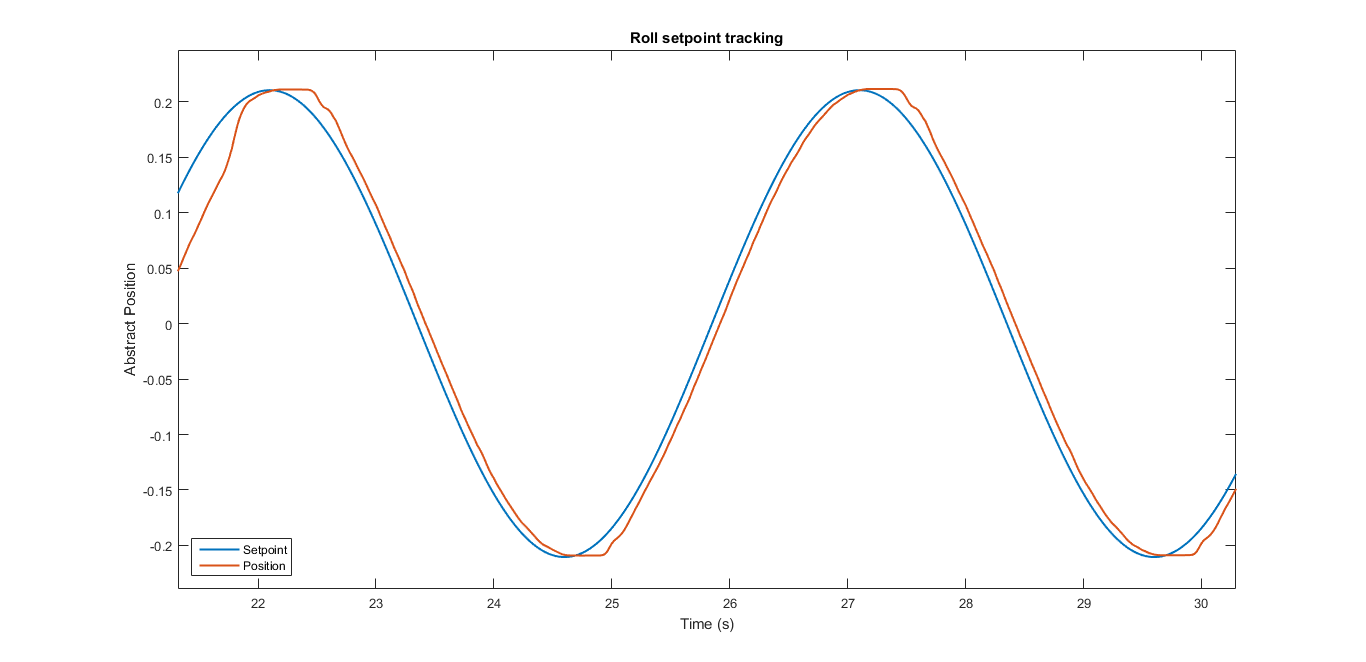 Roll setpoint tracking
0.2
0.15
0.1
0.05
0
-0.05
-0.1
-0.15
-0.2
Abstract Position
Setpoint
Position
22 23 24 25 26 27 28 29 30
Time (s)